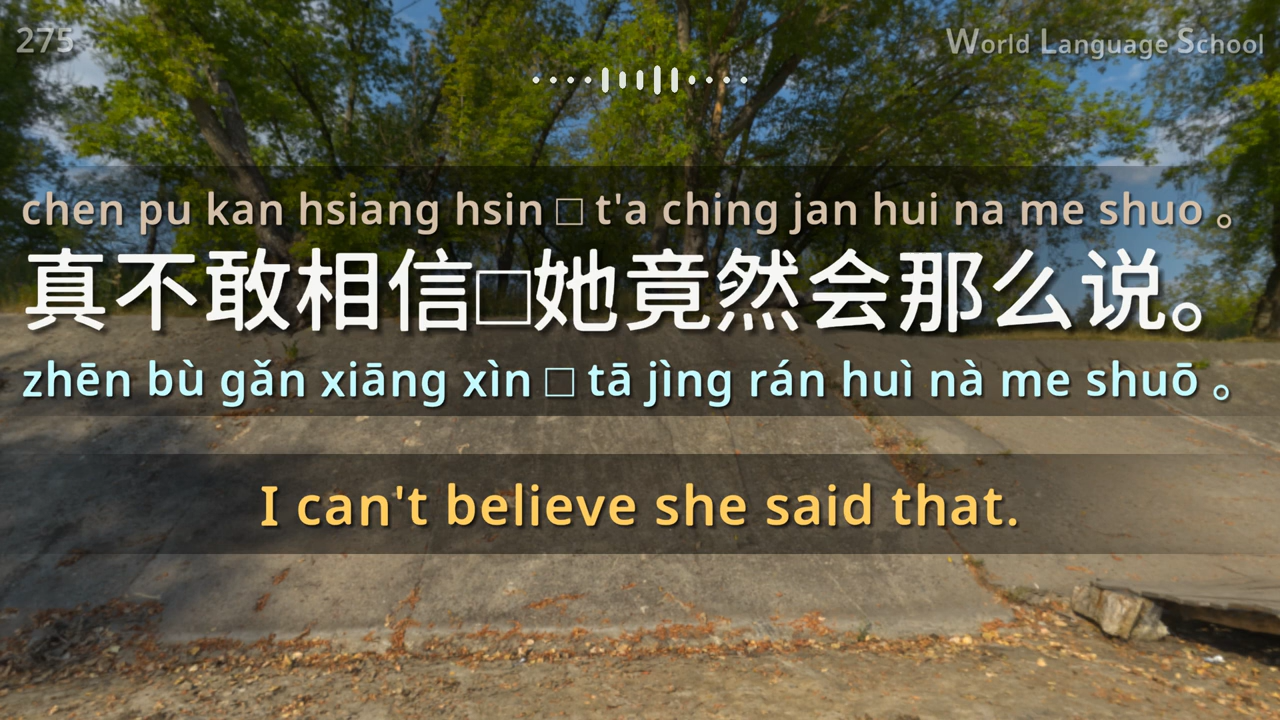 275
World Language School
chen pu kan hsiang hsin □ t'a ching jan hui na me shuo 。
真不敢相信□她竟然会那么说。
zhēn bù gǎn xiāng xìn □ tā jìng rán huì nà me shuō 。
I can't believe she said that.